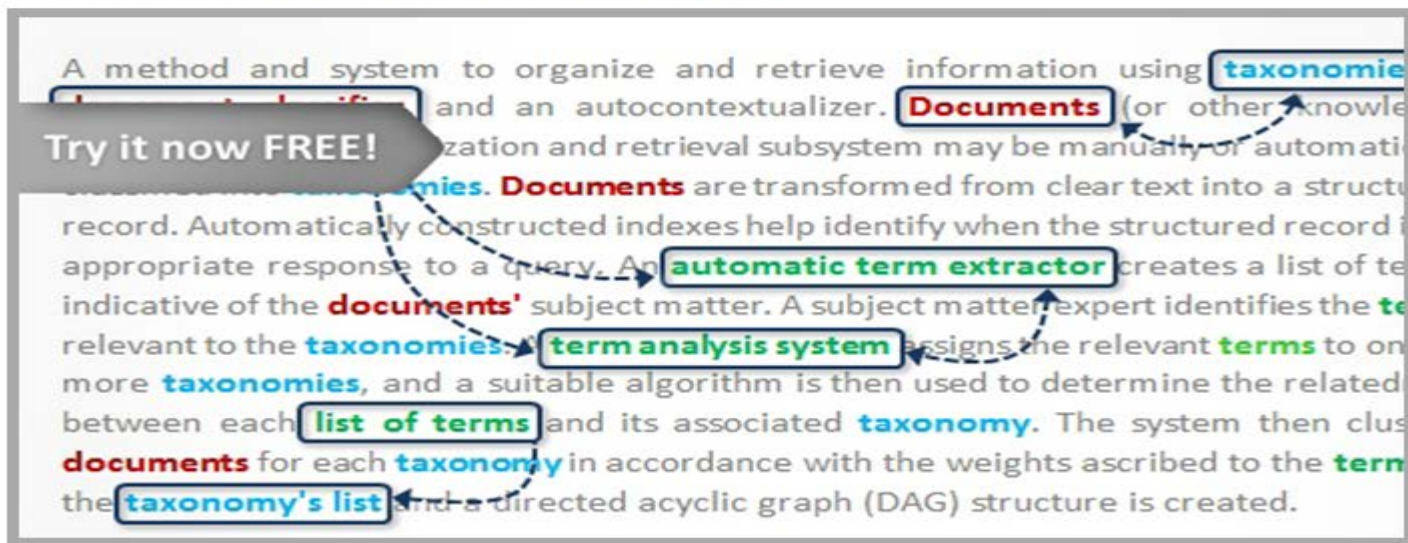 A method and system to organize and retrieve information using taxonomie
and an autocontextualizer. Documents (or other knowle
Try it now FREE!
zation and retrieval subsystem may be manually or automatic
mies. Documents are transformed from clear text into a structu
record. Automatically constructed indexes help identify when the structured record i
appropriate response to a query. An automatic term extractor creates a list of te
indicative of the documents' subject matter. A subject matter expert identifies the te
relevant to the taxonomies. term analysis system assigns the relevant terms to on
more taxonomies, and a suitable algorithm is then used to determine the related
between each list of terms and its associated taxonomy. The system then clus
documents for each taxonomy in accordance with the weights ascribed to the term
the taxonomy's list and a directed acyclic graph (DAG) structure is created.